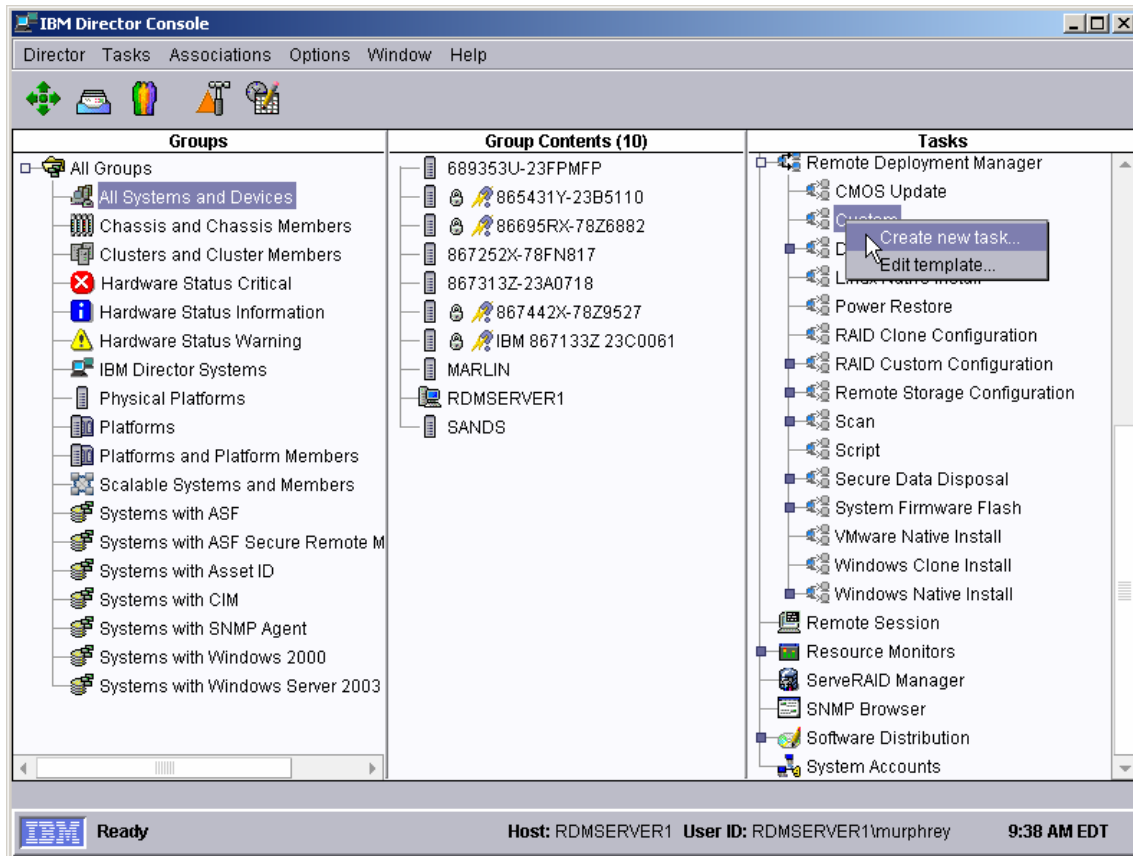 IBM Director Console
Director Tasks Associations Options Window Help
Groups
All Groups
All Systems and Devices
Chassis and Chassis Members
Clusters and Cluster Members
Hardware Status Critical
Hardware Status Information
Hardware Status Warning
IBM Director Systems
Physical Platforms
Platforms
Platforms and Platform Members
Scalable Systems and Members
Systems with ASF
Systems with ASF Secure Remote M
Systems with Asset ID
Systems with CIM
Systems with SNMP Agent
Systems with Windows 2000
Systems with Windows Server 2003
Group Contents (10)
689353U-23FPMFP
865431Y-23B5110
86695RX-78Z6882
867252X-78FN817
867313Z-23A0718
867442X-78Z9527
IBM 867133Z 23C0061
MARLIN
RDMSERVER1
SANDS
Tasks
Remote Deployment Manager
CMOS Update
Custom
Create new task...
D
Edit template...
Linux Native Install
Power Restore
RAID Clone Configuration
RAID Custom Configuration
Remote Storage Configuration
Scan
Script
Secure Data Disposal
System Firmware Flash
VMware Native Install
Windows Clone Install
Windows Native Install
Remote Session
Resource Monitors
ServeRAID Manager
SNMP Browser
Software Distribution
System Accounts
IBM Ready Host: RDMSERVER1 User ID: RDMSERVER1\murphrey 9:38 AM EDT